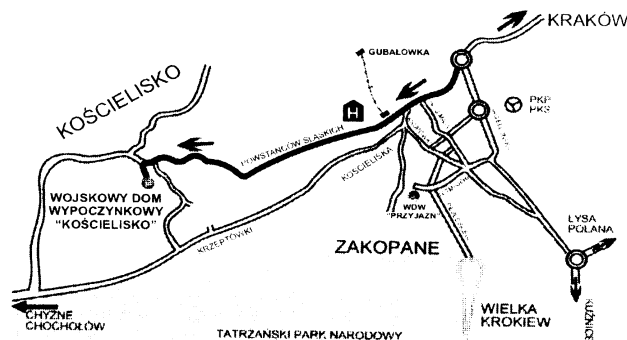 KRAKÓW
GUBAŁÓWKA
KOŚCIELISKO
H
PKP
PKS
POWSTAŃCÓW ŚLĄSKICH
KOŚCIELISKA
WOJSKOWY DOM
WYPOCZYNKOWY
"KOŚCIELISKO"
WDW
"PRZYJAŹŃ"
KRZEPTÓWKI
ZAKOPANE
ŁYSA
POLANA
KUŹNICE
WIELKA
KROKIEW
CHYŻNE
CHOCHOŁÓW
TATRZAŃSKI PARK NARODOWY